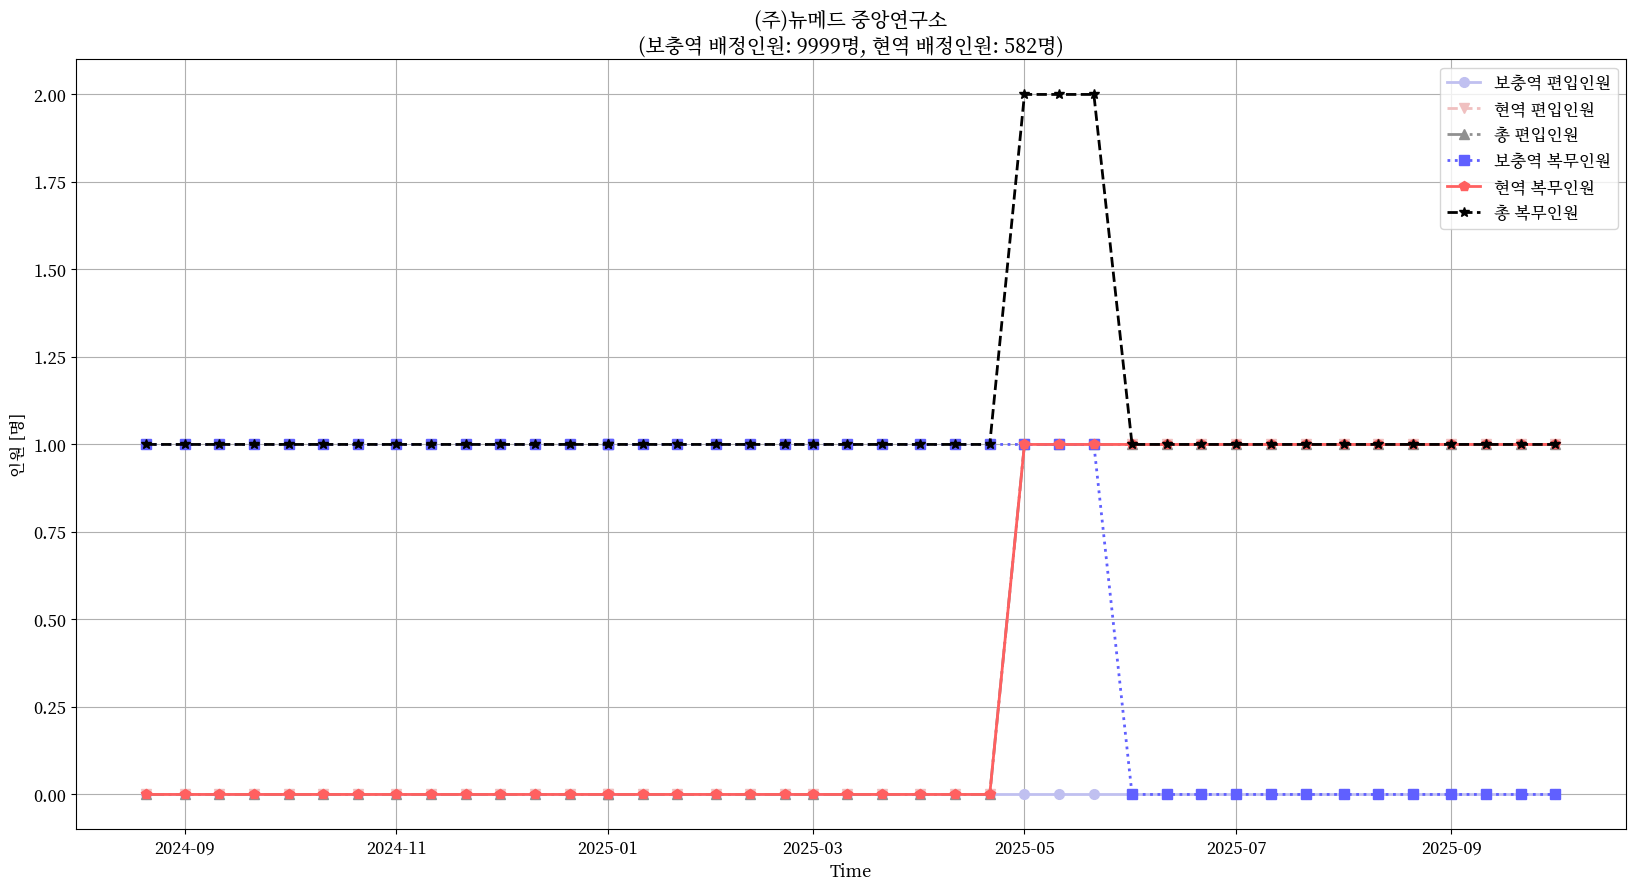 (주)뉴메드 중앙연구소
(보충역 배정인원: 9999명, 현역 배정인원: 582명)
보충역 편입인원
현역 편입인원
총 편입인원
보충역 복무인원
현역 복무인원
총 복무인원
인원 [명]
2.00
1.75
1.50
1.25
1.00
0.75
0.50
0.25
0.00
2024-09
2024-11
2025-01
2025-03
2025-05
2025-07
2025-09
Time